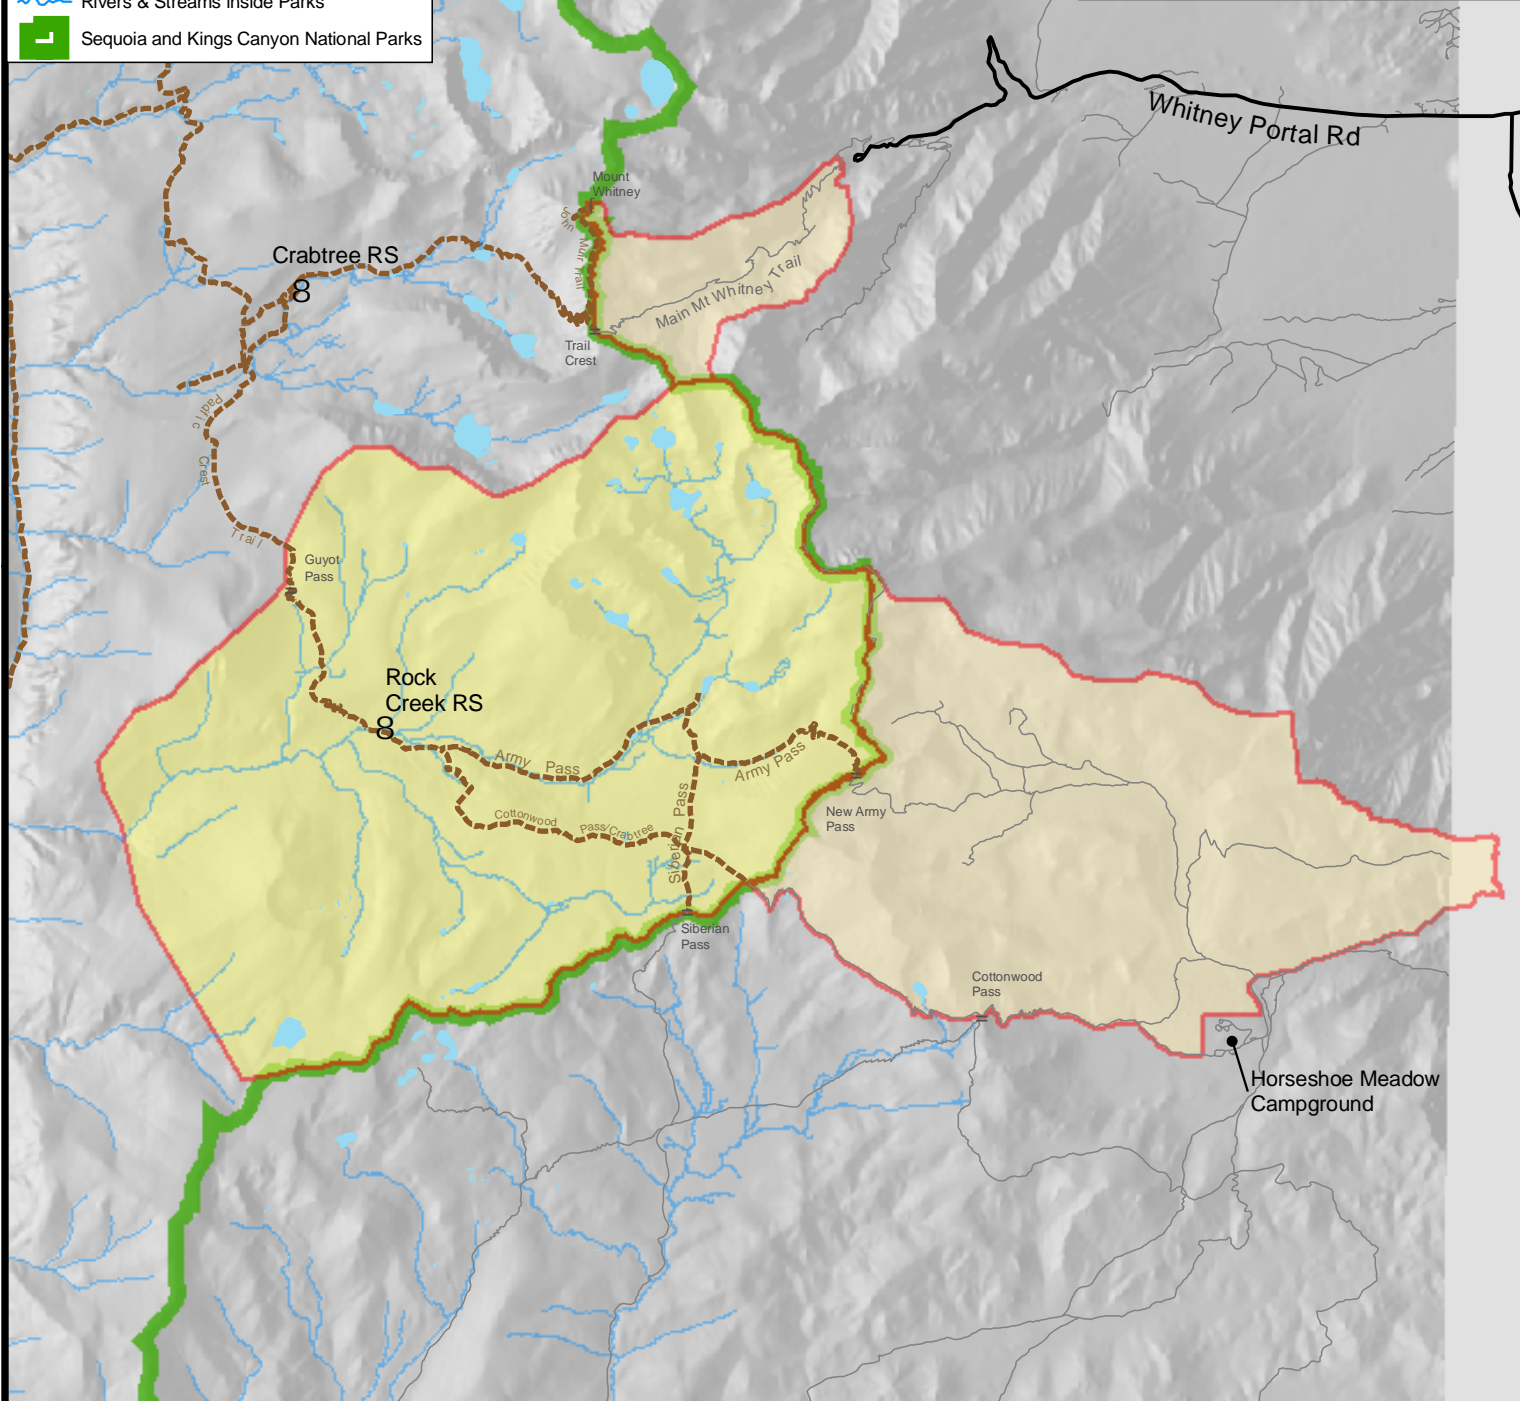 Rivers & Streams Inside Parks
Sequoia and Kings Canyon National Parks
Whitney Portal Rd
Mount
Whitney
John
Muir Trail
Crabtree RS
8
Main Mt Whitney Trail
Trail
Crest
Pacific
Crest
Trail
Guyot
Pass
Rock
Creek RS
8
Army Pass
Army Pass
Cottonwood
Pass/Crabtree
Siberian Pass
New Army
Pass
Siberian
Pass
Cottonwood
Pass
Horseshoe Meadow
Campground